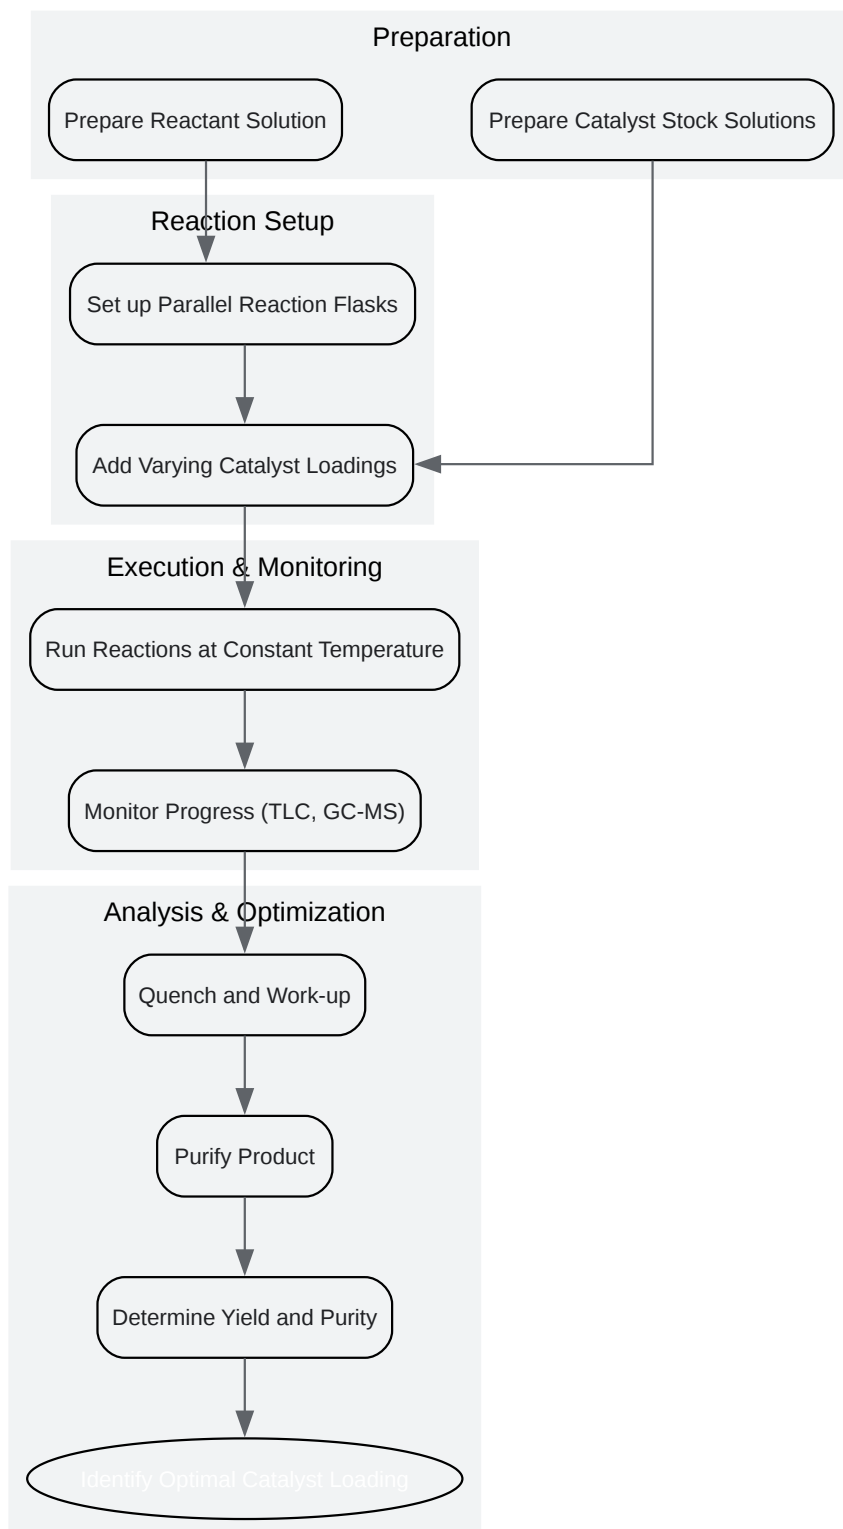 Preparation
Prepare Reactant Solution
Prepare Catalyst Stock Solutions
Reaction Setup
Set up Parallel Reaction Flasks
Add Varying Catalyst Loadings
Execution & Monitoring
Run Reactions at Constant Temperature
Monitor Progress (TLC, GC-MS)
Analysis & Optimization
Quench and Work-up
Purify Product
Determine Yield and Purity
Identify Optimal Catalyst Loading